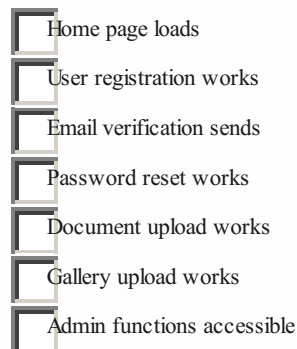 Home page loads
User registration works
Email verification sends
Password reset works
Document upload works
Gallery upload works
Admin functions accessible